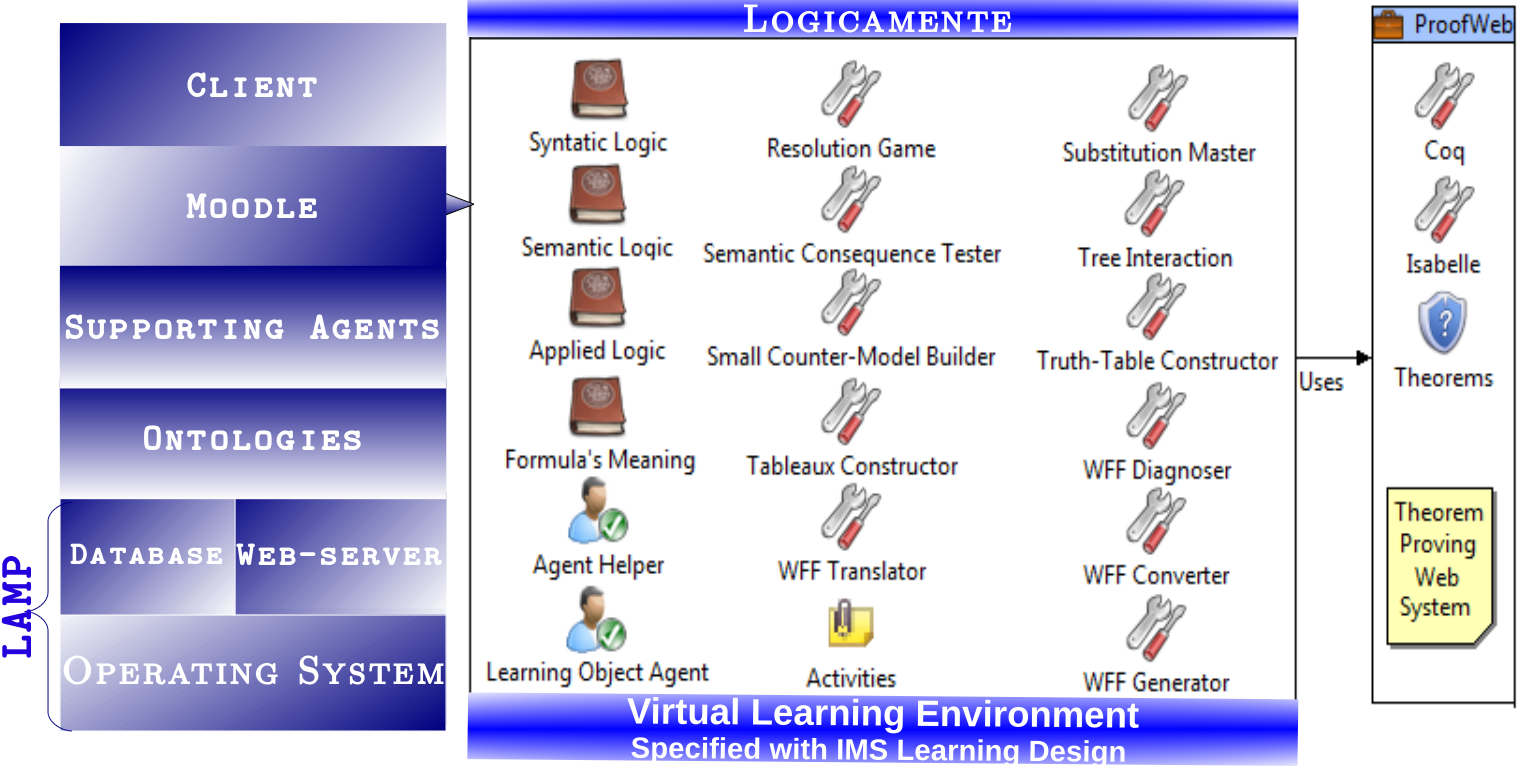 Client
Moodle
Supporting Agents
Ontologies
Database
Web-server
Operating System
LAMP
Logicamente
Syntatic Logic
Resolution Game
Substitution Master
Semantic Logic
Semantic Consequence Tester
Tree Interaction
Applied Logic
Small Counter-Model Builder
Truth-Table Constructor
Formula's Meaning
Tableaux Constructor
WFF Diagnoser
Agent Helper
WFF Translator
WFF Converter
Learning Object Agent
Activities
WFF Generator
Virtual Learning Environment
Specified with IMS Learning Design
Uses
ProofWeb
Coq
Isabelle
?
Theorems
Theorem
Proving
Web
System